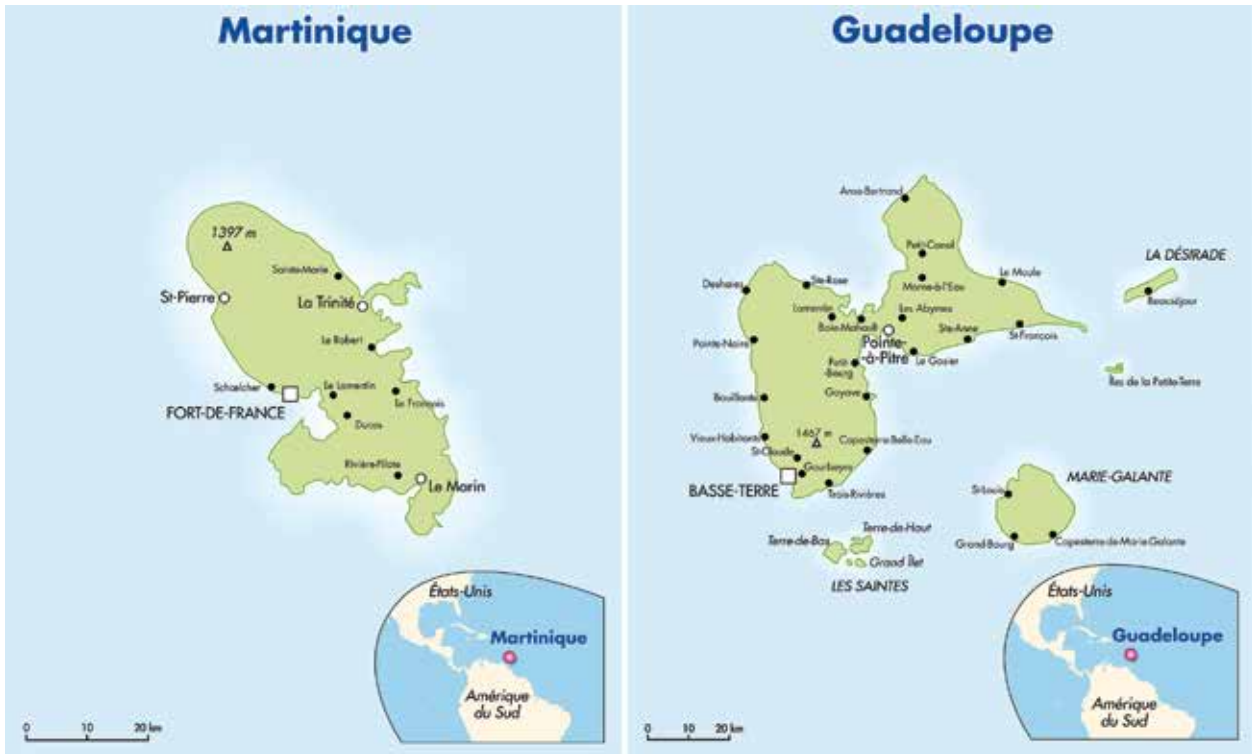 Martinique
1397 m
Sainte-Marie
St-Pierre
La Trinité
Le Robert
Schœlcher
Le Lamentin
Le François
FORT-DE-FRANCE
Ducos
Rivière-Pilote
Le Marin
États-Unis
Martinique
Amérique
du Sud
0 10 20 km
Guadeloupe
Anse-Bertrand
Petit-Canal
LA DÉSIRADE
Deshaies
Ste-Rose
Morne-à-l'Eau
Le Moule
Beauséjour
Lamentin
Baie-Mahault
Les Abymes
Ste-Anne
St-François
Pointe-Noire
Pointe-
-à-Pitre
Le Gosier
Petit-
-Bourg
Îles de la Petite-Terre
Bouillante
Goyave
Vieux-Habitants
1467 m
Capesterre-Belle-Eau
St-Claude
Gourbeyre
BASSE-TERRE
Trois-Rivières
MARIE-GALANTE
St-Louis
Terre-de-Haut
Terre-de-Bas
Grand-Bourg
Capesterre-de-Marie-Galante
Grand Îlet
LES SAINTES
États-Unis
Guadeloupe
Amérique
du Sud
0 10 20 km